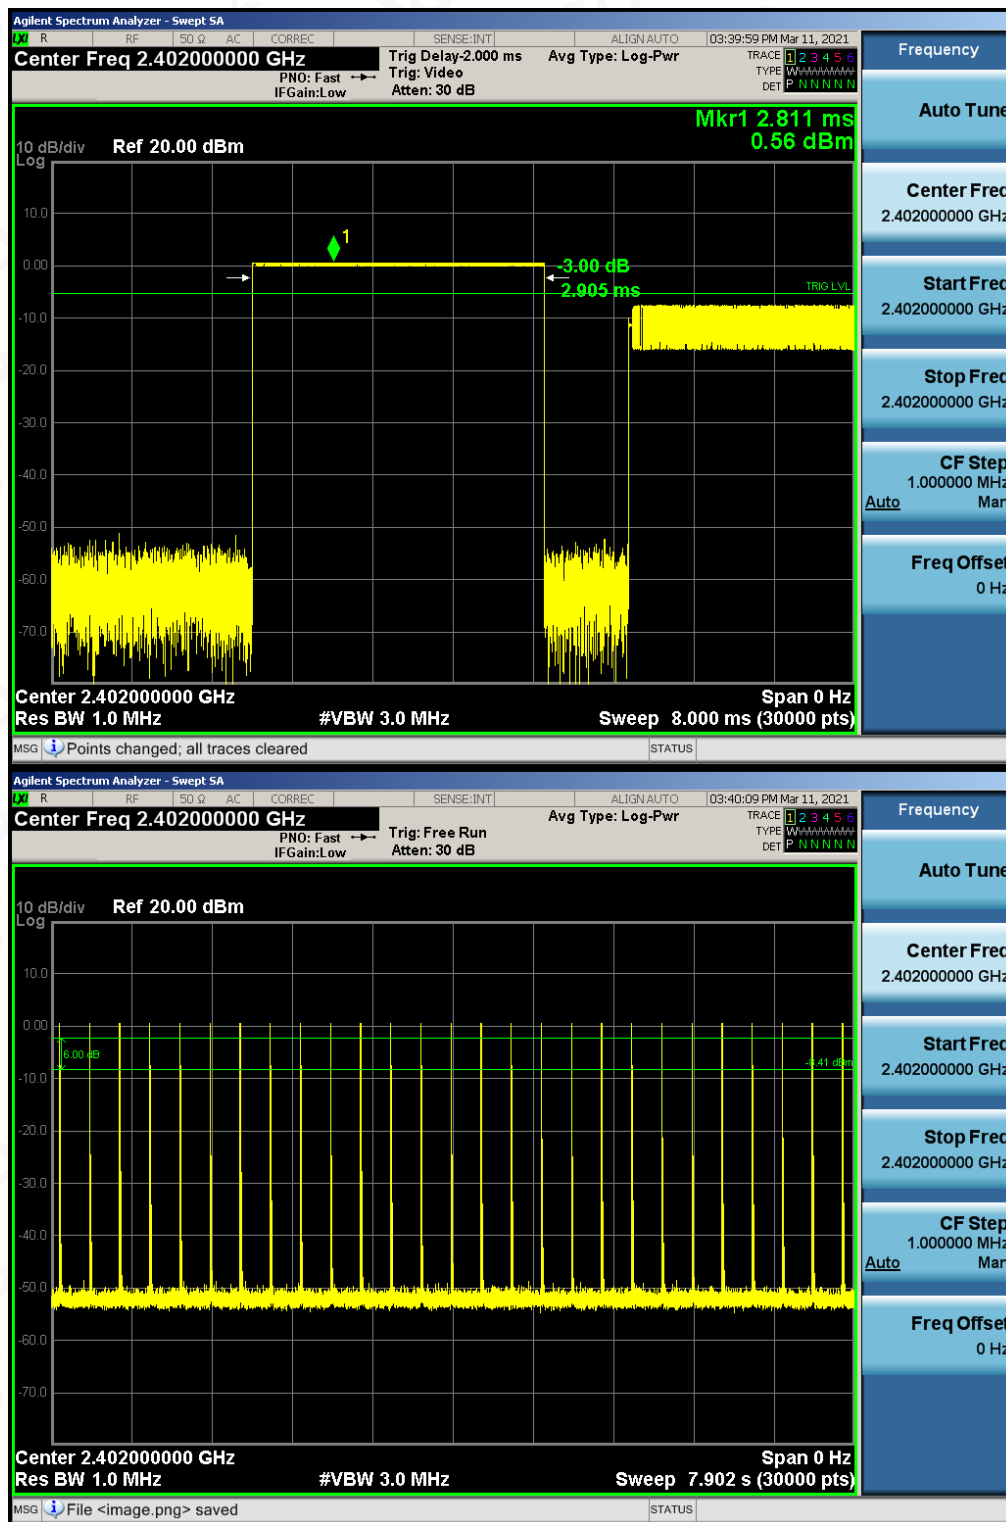 Agilent Spectrum Analyzer - Swept SA
LXI R RF 50 Ω AC CORREC SENSE:INT ALIGN AUTO 03:39:59 PM Mar 11, 2021
Center Freq 2.402000000 GHz
Trig Delay-2.000 ms
Avg Type: Log-Pwr
TRACE 1 2 3 4 5 6
PNO: Fast
Trig: Video
TYPE WWWWWW
IFGain:Low
Atten: 30 dB
DET P N N N N N
Mkr1 2.811 ms
0.56 dBm
10 dB/div
Log
Ref 20.00 dBm
10.0
1
0.00
-3.00 dB
2.905 ms
TRIG LVL
-10.0
-20.0
-30.0
-40.0
-50.0
-60.0
-70.0
Center 2.402000000 GHz
Span 0 Hz
Res BW 1.0 MHz
#VBW 3.0 MHz
Sweep 8.000 ms (30000 pts)
MSG Points changed; all traces cleared
STATUS
Frequency
Auto Tune
Center Freq
2.402000000 GHz
Start Freq
2.402000000 GHz
Stop Freq
2.402000000 GHz
CF Step
1.000000 MHz
Auto Man
Freq Offset
0 Hz
Agilent Spectrum Analyzer - Swept SA
LXI R RF 50 Ω AC CORREC SENSE:INT ALIGN AUTO 03:40:09 PM Mar 11, 2021
Center Freq 2.402000000 GHz
Avg Type: Log-Pwr
TRACE 1 2 3 4 5 6
PNO: Fast
Trig: Free Run
TYPE WWWWWW
IFGain:Low
Atten: 30 dB
DET P N N N N N
10 dB/div
Log
Ref 20.00 dBm
10.0
0.00
6.00 dB
-8.41 dBm
-10.0
-20.0
-30.0
-40.0
-50.0
-60.0
-70.0
Center 2.402000000 GHz
Span 0 Hz
Res BW 1.0 MHz
#VBW 3.0 MHz
Sweep 7.902 s (30000 pts)
MSG File <image.png> saved
STATUS
Frequency
Auto Tune
Center Freq
2.402000000 GHz
Start Freq
2.402000000 GHz
Stop Freq
2.402000000 GHz
CF Step
1.000000 MHz
Auto Man
Freq Offset
0 Hz